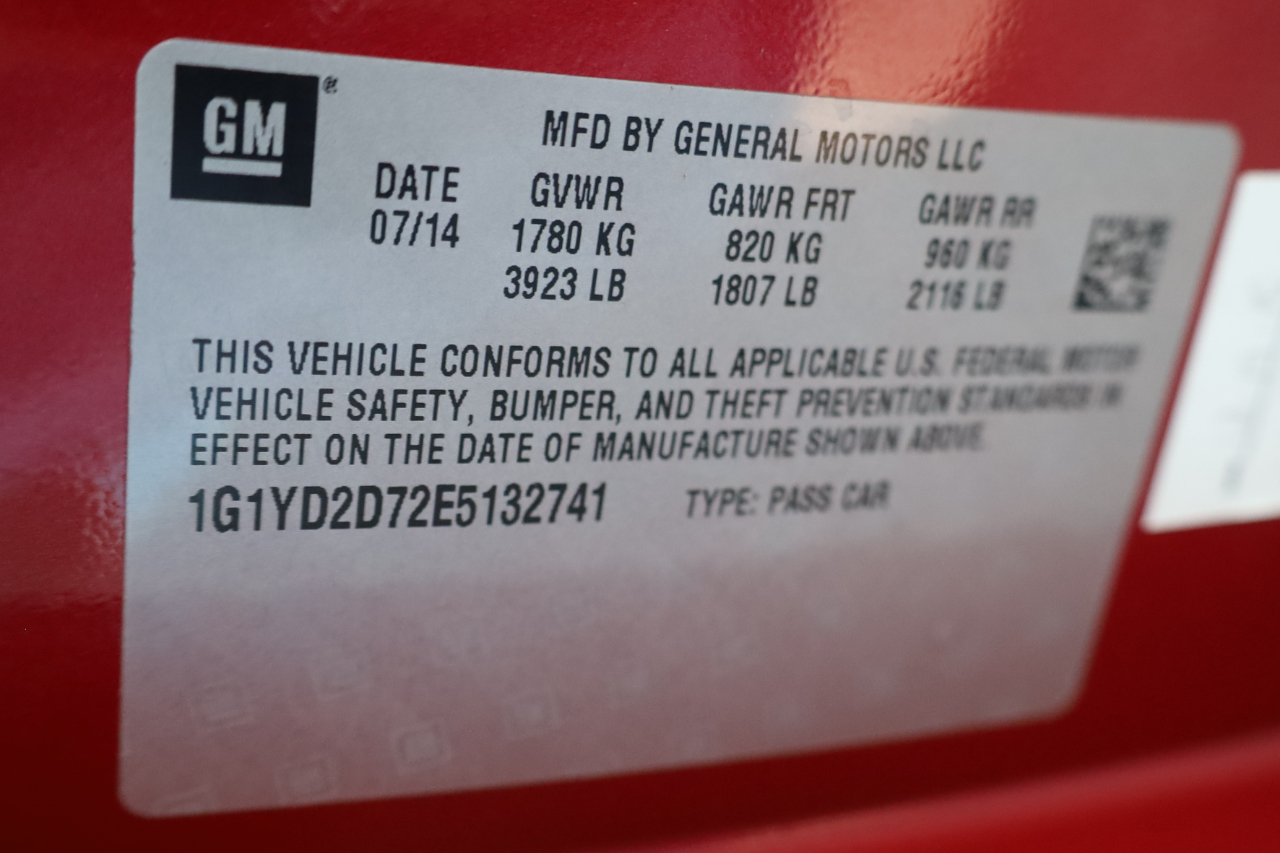 GM®
MFD BY GENERAL MOTORS LLC
DATE GVWR GAWR FRT GAWR RR
07/14 1780 KG 820 KG 960 KG
3923 LB 1807 LB 2116 LB
THIS VEHICLE CONFORMS TO ALL APPLICABLE U.S. FEDERAL MOTOR
VEHICLE SAFETY, BUMPER, AND THEFT PREVENTION STANDARDS IN
EFFECT ON THE DATE OF MANUFACTURE SHOWN ABOVE.
1G1YD2D72E5132741 TYPE: PASS CAR